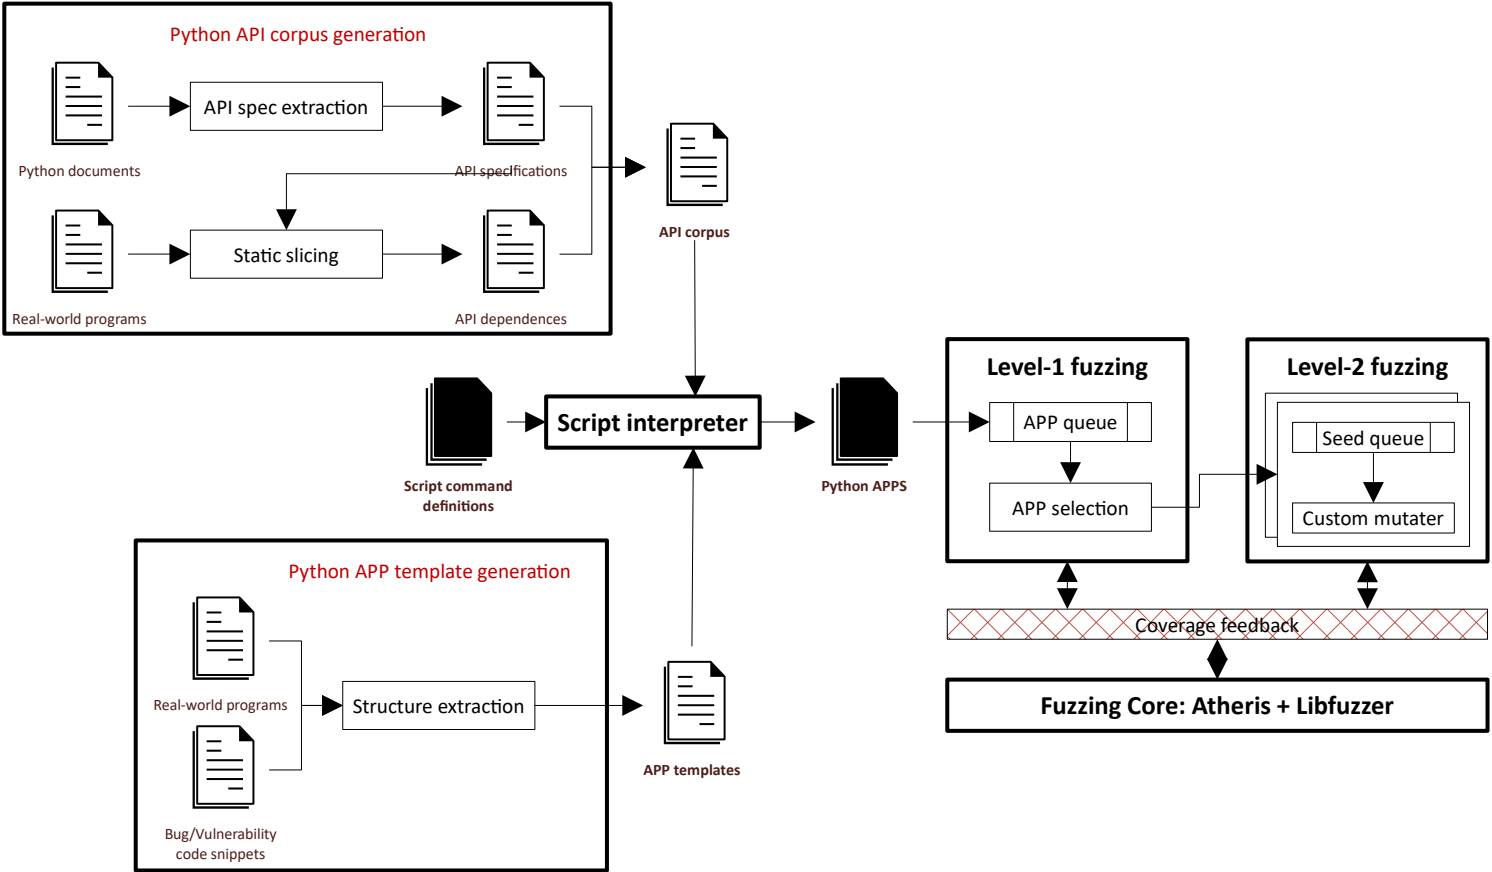 Python API corpus generation
API spec extraction
Python documents
API specifications
Static slicing
Real-world programs
API dependences
API corpus
Script command
definitions
Script interpreter
Python APPS
Level-1 fuzzing
APP queue
APP selection
Level-2 fuzzing
Seed queue
Custom mutater
Coverage feedback
Fuzzing Core: Atheris + Libfuzzer
Python APP template generation
Real-world programs
Structure extraction
Bug/Vulnerability
code snippets
APP templates